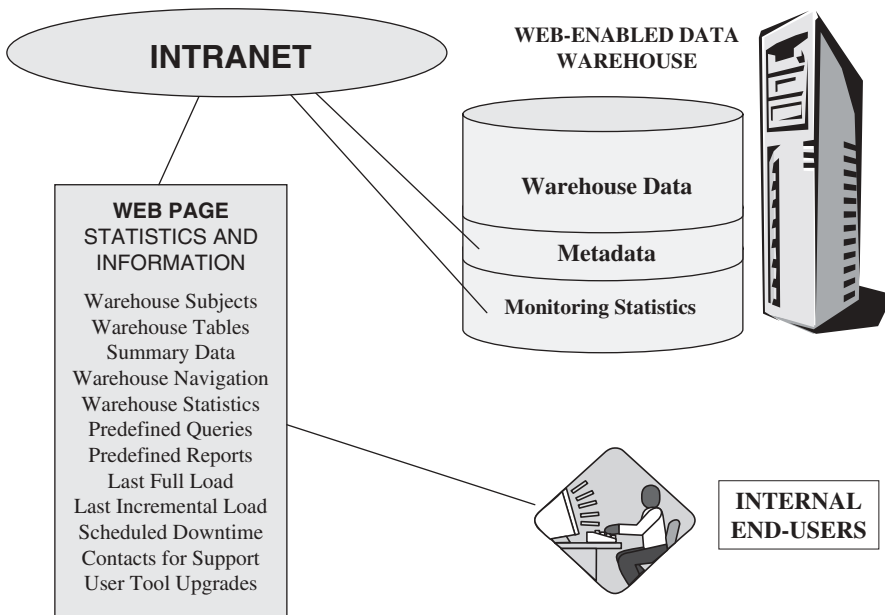 INTRANET
WEB-ENABLED DATA
WAREHOUSE
Warehouse Data
Metadata
Monitoring Statistics
WEB PAGE
STATISTICS AND
INFORMATION
Warehouse Subjects
Warehouse Tables
Summary Data
Warehouse Navigation
Warehouse Statistics
Predefined Queries
Predefined Reports
Last Full Load
Last Incremental Load
Scheduled Downtime
Contacts for Support
User Tool Upgrades
INTERNAL
END-USERS